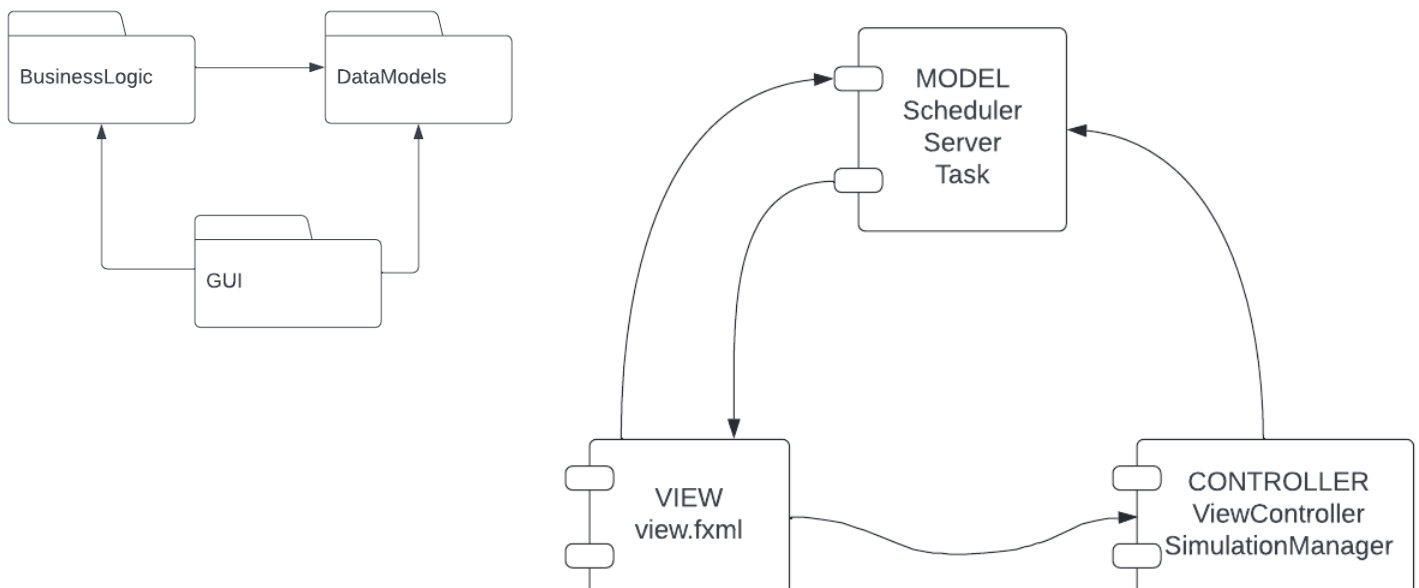 BusinessLogic
DataModels
GUI
MODEL
Scheduler
Server
Task
VIEW
view.fxml
CONTROLLER
ViewController
SimulationManager